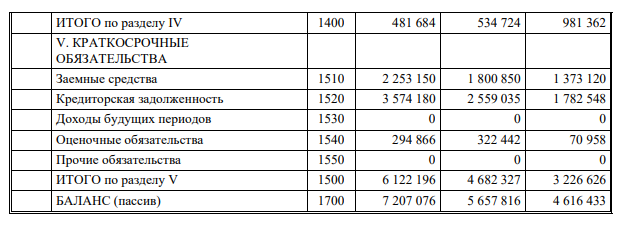 ИТОГО по разделу IV 1400 481 684 534 724 981 362
V. КРАТКОСРОЧНЫЕ
ОБЯЗАТЕЛЬСТВА
Заемные средства 1510 2 253 150 1 800 850 1 373 120
Кредиторская задолженность 1520 3 574 180 2 559 035 1 782 548
Доходы будущих периодов 1530 0 0 0
Оценочные обязательства 1540 294 866 322 442 70 958
Прочие обязательства 1550 0 0 0
ИТОГО по разделу V 1500 6 122 196 4 682 327 3 226 626
БАЛАНС (пассив) 1700 7 207 076 5 657 816 4 616 433